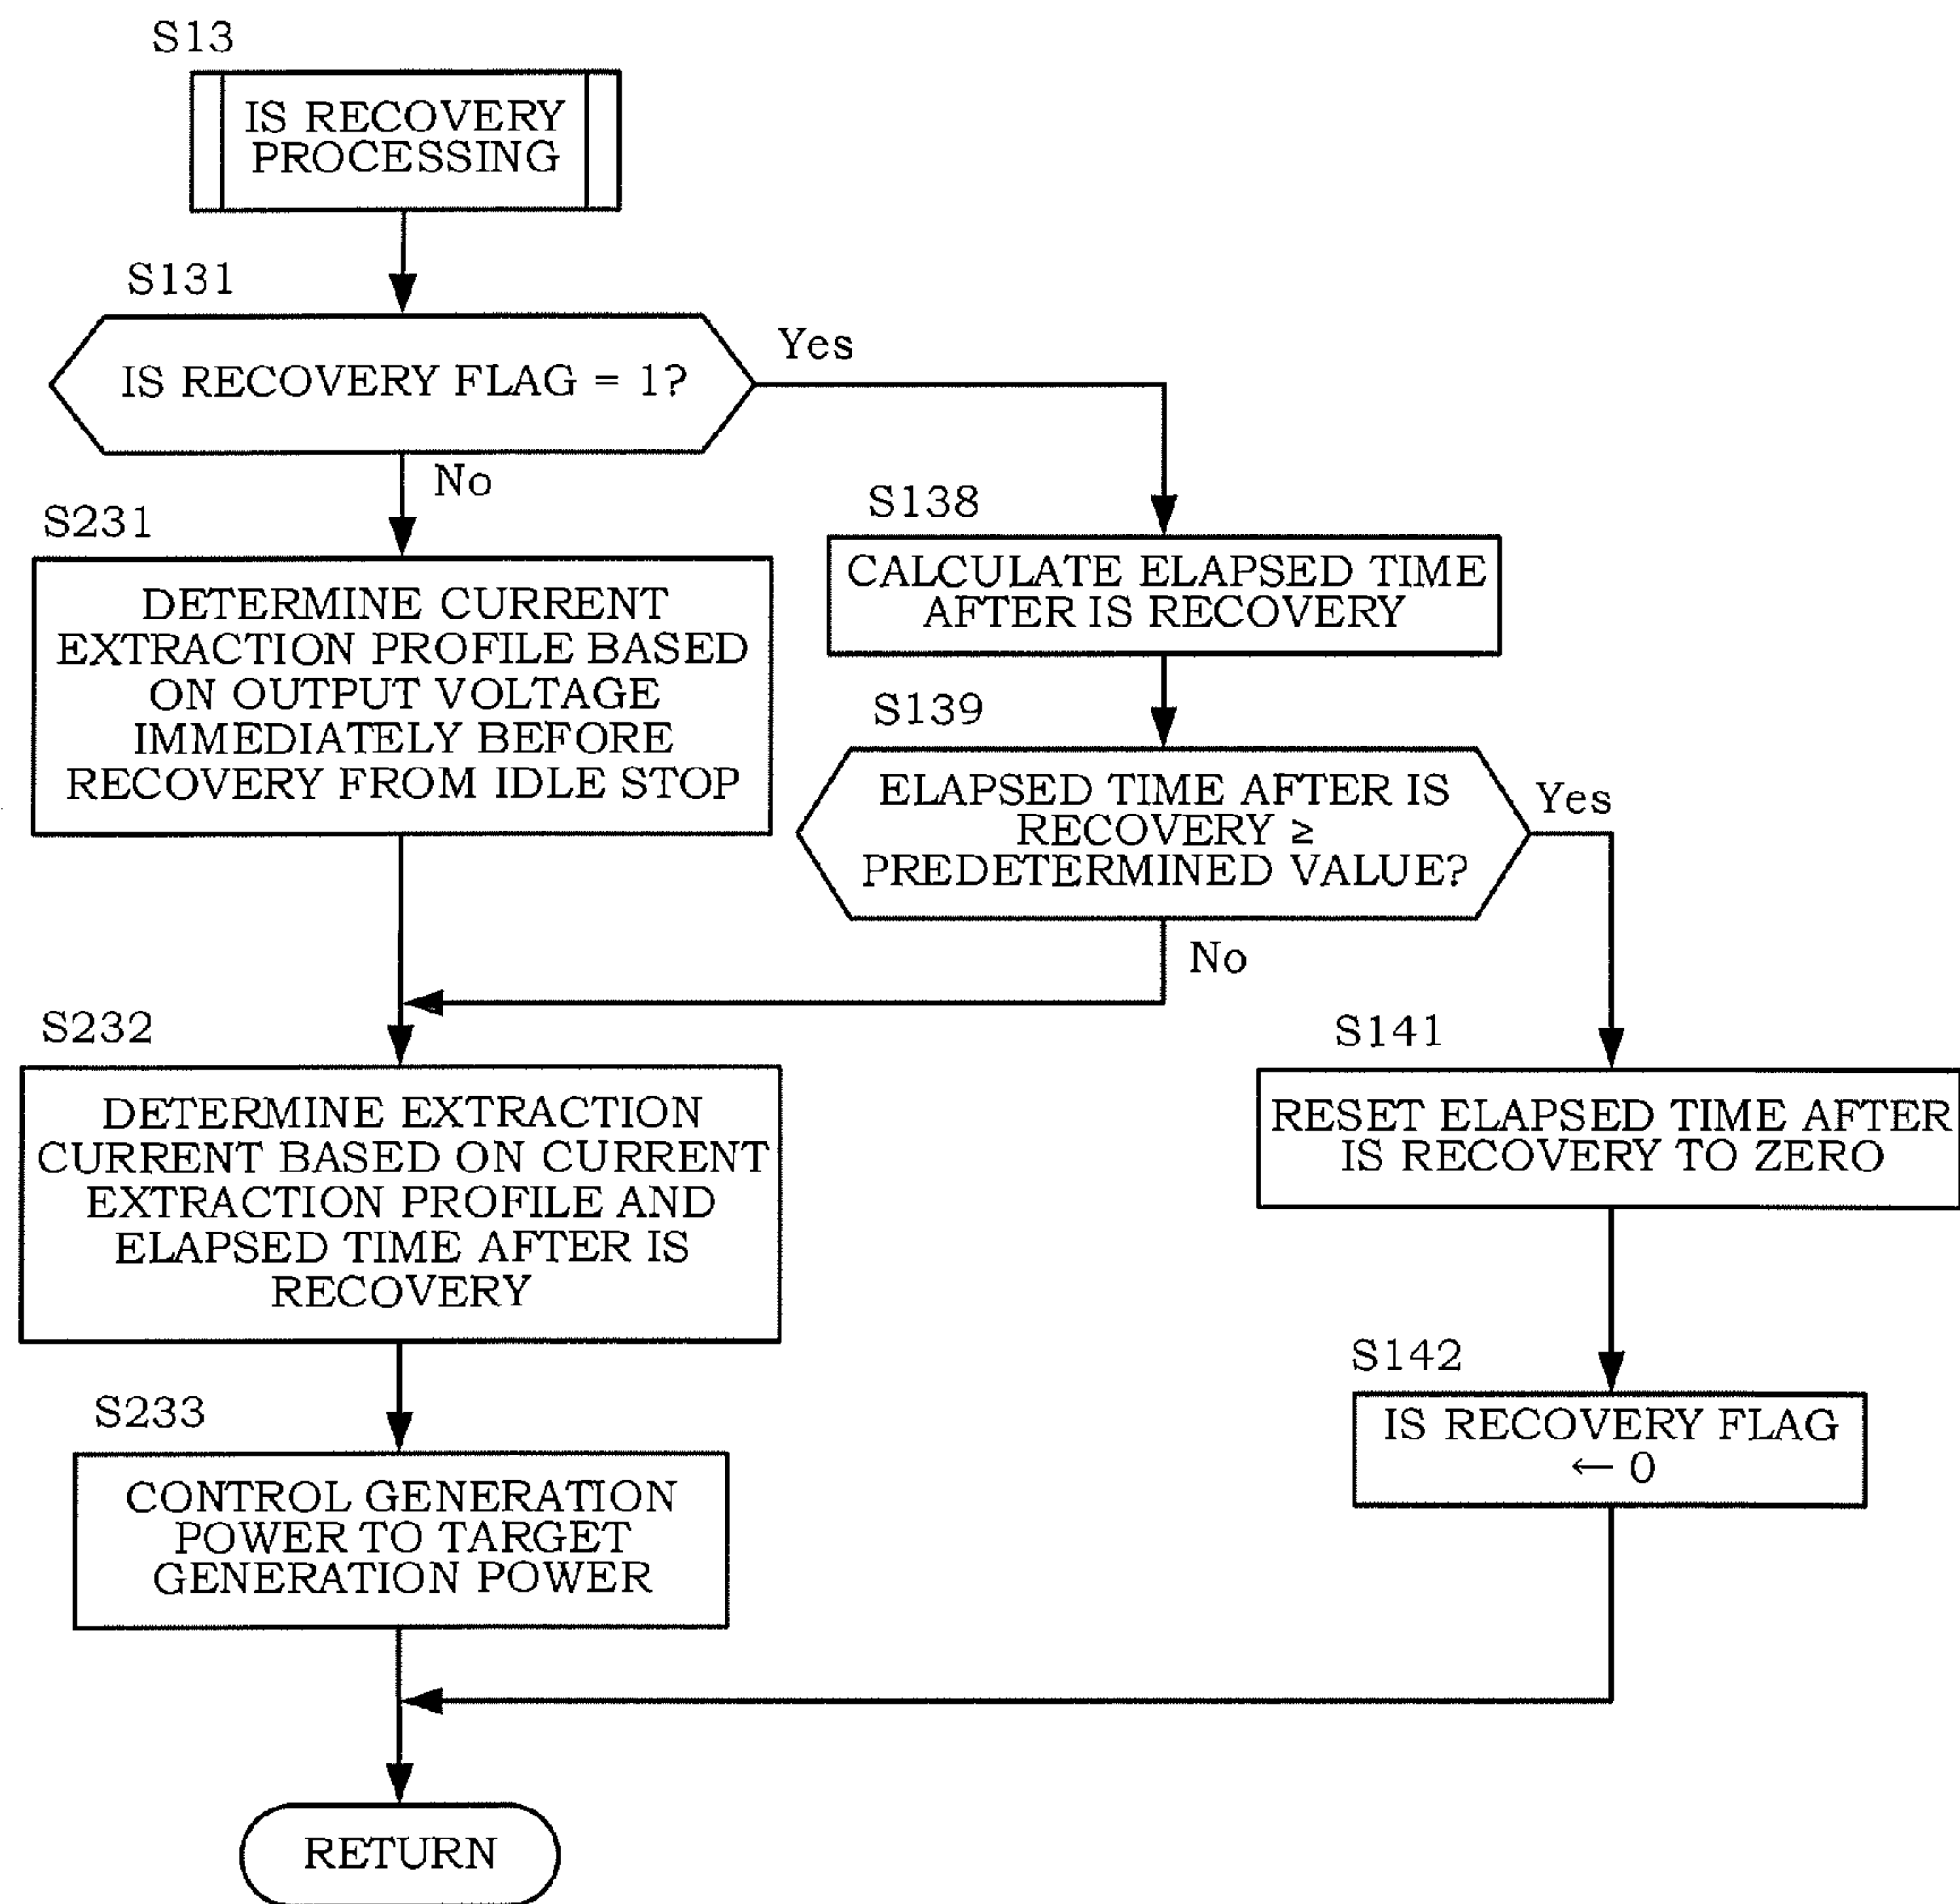 S13
IS RECOVERY
PROCESSING
S131
IS RECOVERY FLAG = 1?
Yes
No
S231
DETERMINE CURRENT
EXTRACTION PROFILE BASED
ON OUTPUT VOLTAGE
IMMEDIATELY BEFORE
RECOVERY FROM IDLE STOP
S138
CALCULATE ELAPSED TIME
AFTER IS RECOVERY
S139
ELAPSED TIME AFTER IS
RECOVERY ≥
PREDETERMINED VALUE?
Yes
No
S232
DETERMINE EXTRACTION
CURRENT BASED ON CURRENT
EXTRACTION PROFILE AND
ELAPSED TIME AFTER IS
RECOVERY
S141
RESET ELAPSED TIME AFTER
IS RECOVERY TO ZERO
S142
IS RECOVERY FLAG
← 0
S233
CONTROL GENERATION
POWER TO TARGET
GENERATION POWER
RETURN